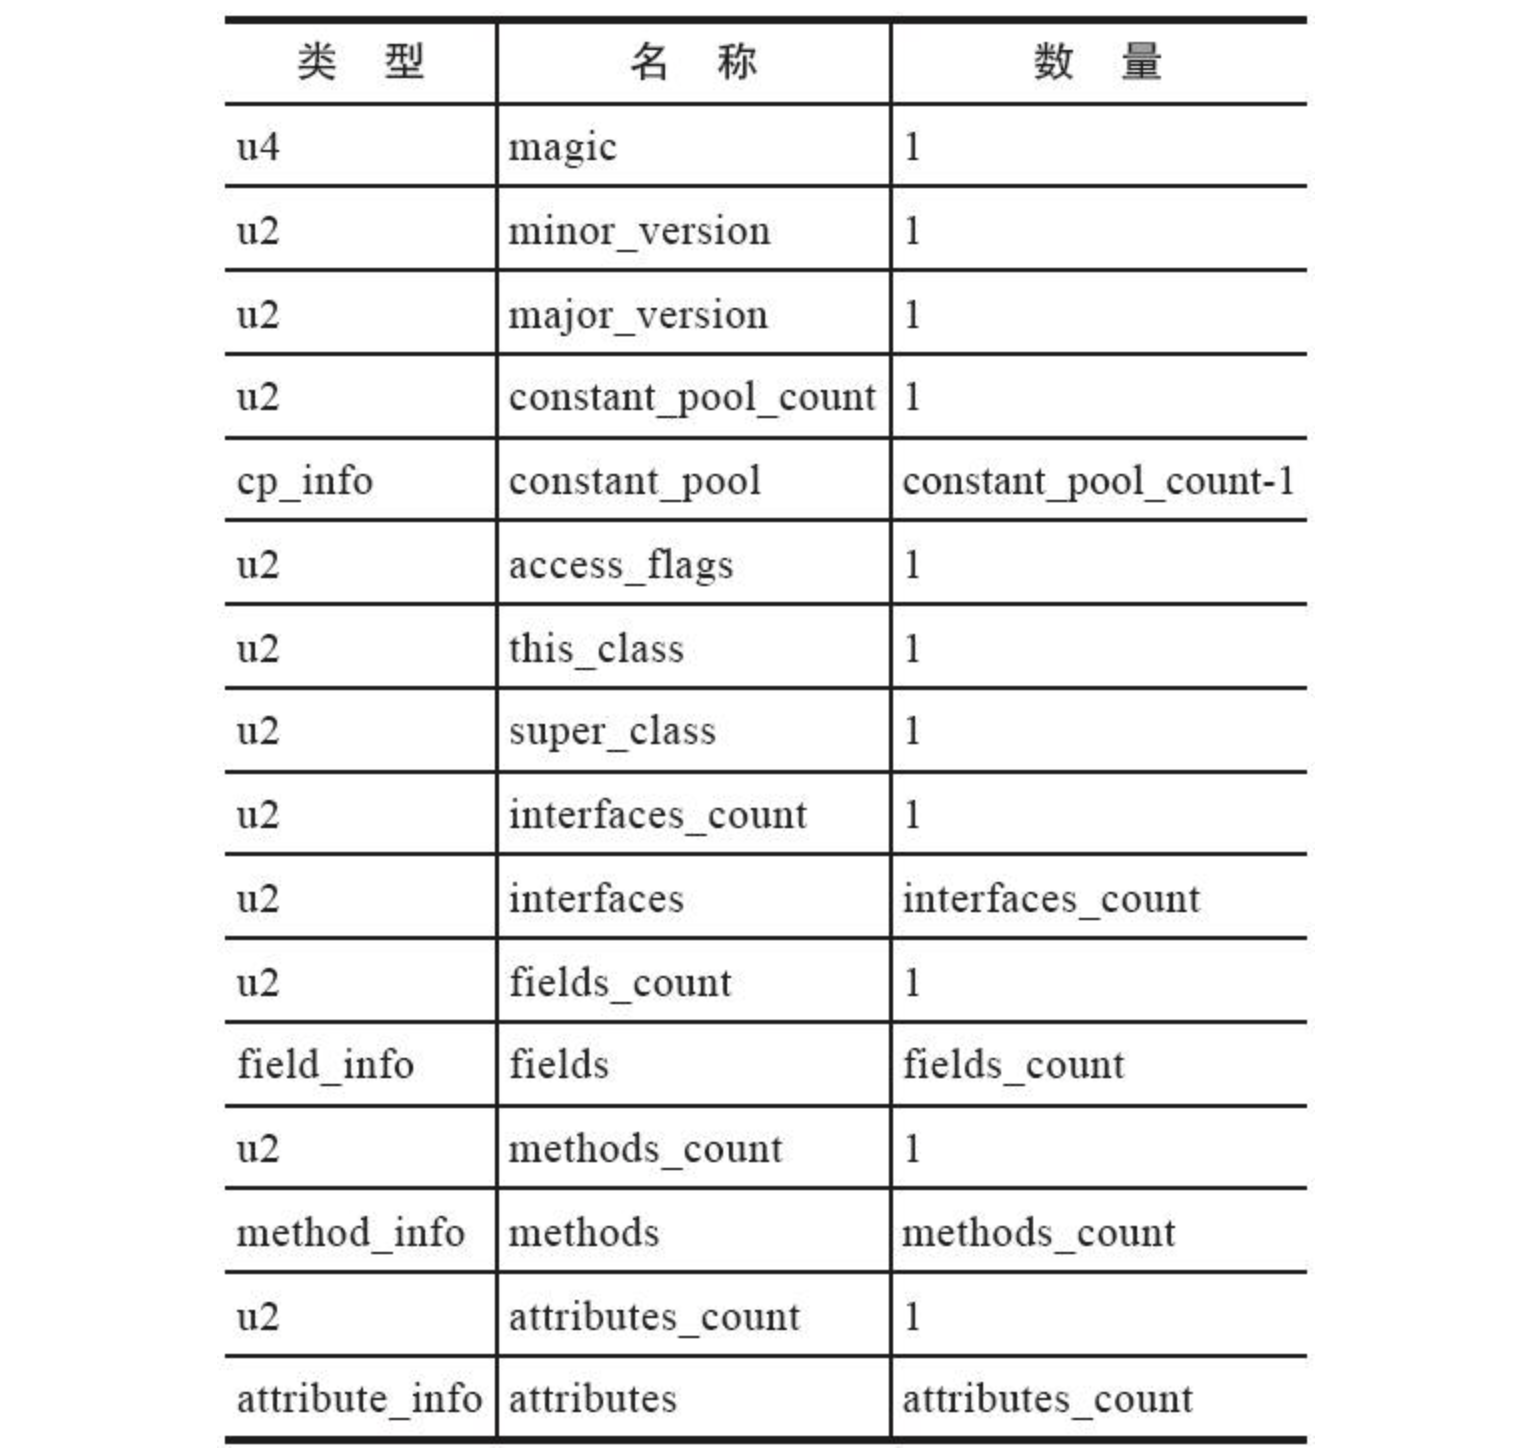 类 型 名 称 数 量
u4 magic 1
u2 minor_version 1
u2 major_version 1
u2 constant_pool_count 1
cp_info constant_pool constant_pool_count-1
u2 access_flags 1
u2 this_class 1
u2 super_class 1
u2 interfaces_count 1
u2 interfaces interfaces_count
u2 fields_count 1
field_info fields fields_count
u2 methods_count 1
method_info methods methods_count
u2 attributes_count 1
attribute_info attributes attributes_count